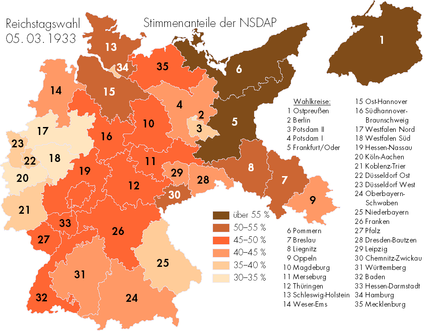 Reichstagswahl
05.03.1933
Stimmenanteile der NSDAP
1
13
34
35
6
15
14
4
2
3
5
17
16
10
23
22
18
20
19
11
8
7
12
29
28
9
21
33
30
27
26
25
31
32
24
über 55 %
50–55 %
45–50 %
40–45 %
35–40 %
30–35 %
Wahlkreise:
1 Ostpreußen
2 Berlin
3 Potsdam II
4 Potsdam I
5 Frankfurt/Oder
6 Pommern
7 Breslau
8 Liegnitz
9 Oppeln
10 Magdeburg
11 Merseburg
12 Thüringen
13 Schleswig-Holstein
14 Weser-Ems
15 Ost-Hannover
16 Südhannover-
Braunschweig
17 Westfalen Nord
18 Westfalen Süd
19 Hessen-Nassau
20 Köln-Aachen
21 Koblenz-Trier
22 Düsseldorf Ost
23 Düsseldorf West
24 Oberbayern-
Schwaben
25 Niederbayern
26 Franken
27 Pfalz
28 Dresden-Bautzen
29 Leipzig
30 Chemnitz-Zwickau
31 Württemberg
32 Baden
33 Hessen-Darmstadt
34 Hamburg
35 Mecklenburg